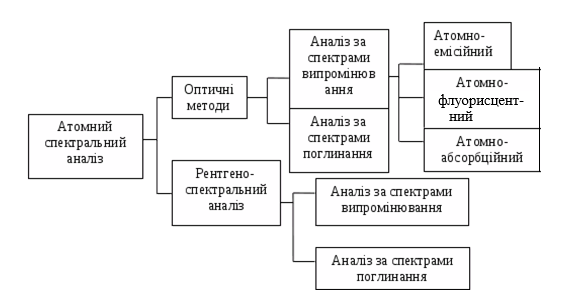 Атомний
спектральний
аналіз
Оптичні
методи
Рентгено-
спектральний
аналіз
Аналіз за
спектрами
випромінюв
ання
Аналіз за
спектрами
поглинання
Атомно-
емісійний
Атомно-
флуорисцент-
ний
Атомно-
абсорбційний
Аналіз за спектрами
випромінювання
Аналіз за спектрами
поглинання